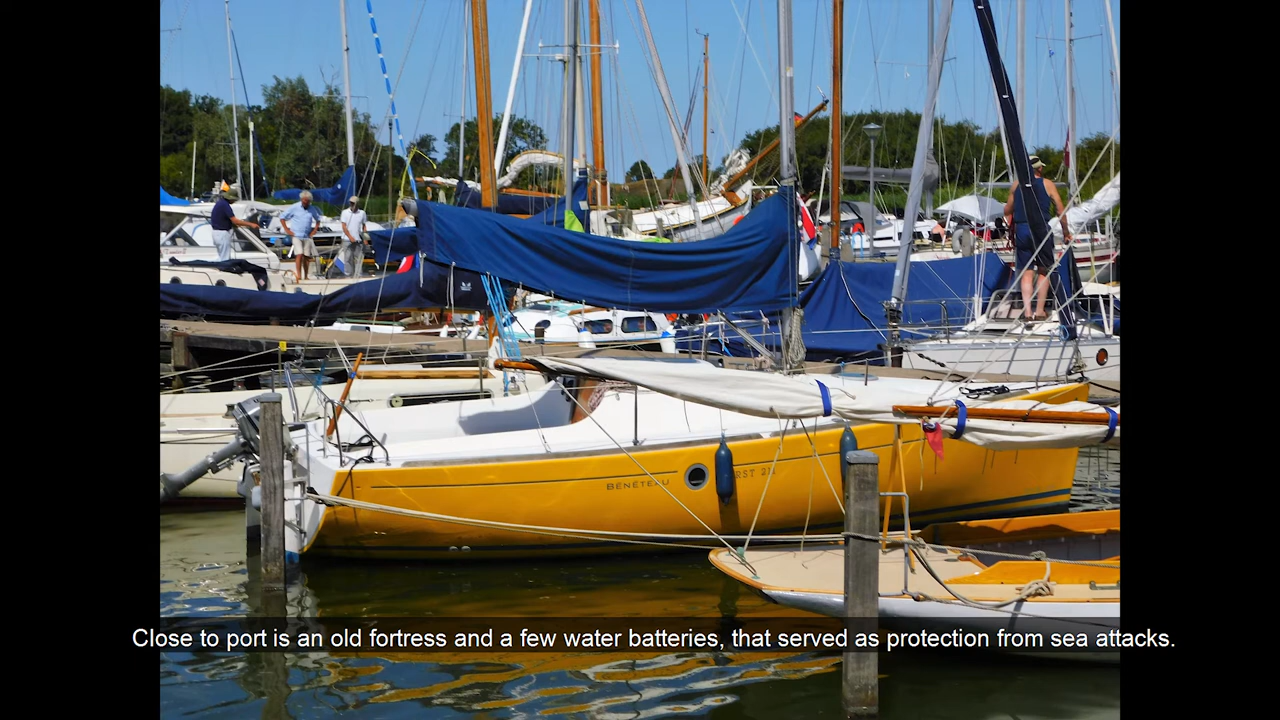 BENETEAU
Close to port is an old fortress and a few water batteries, that served as protection from sea attacks.